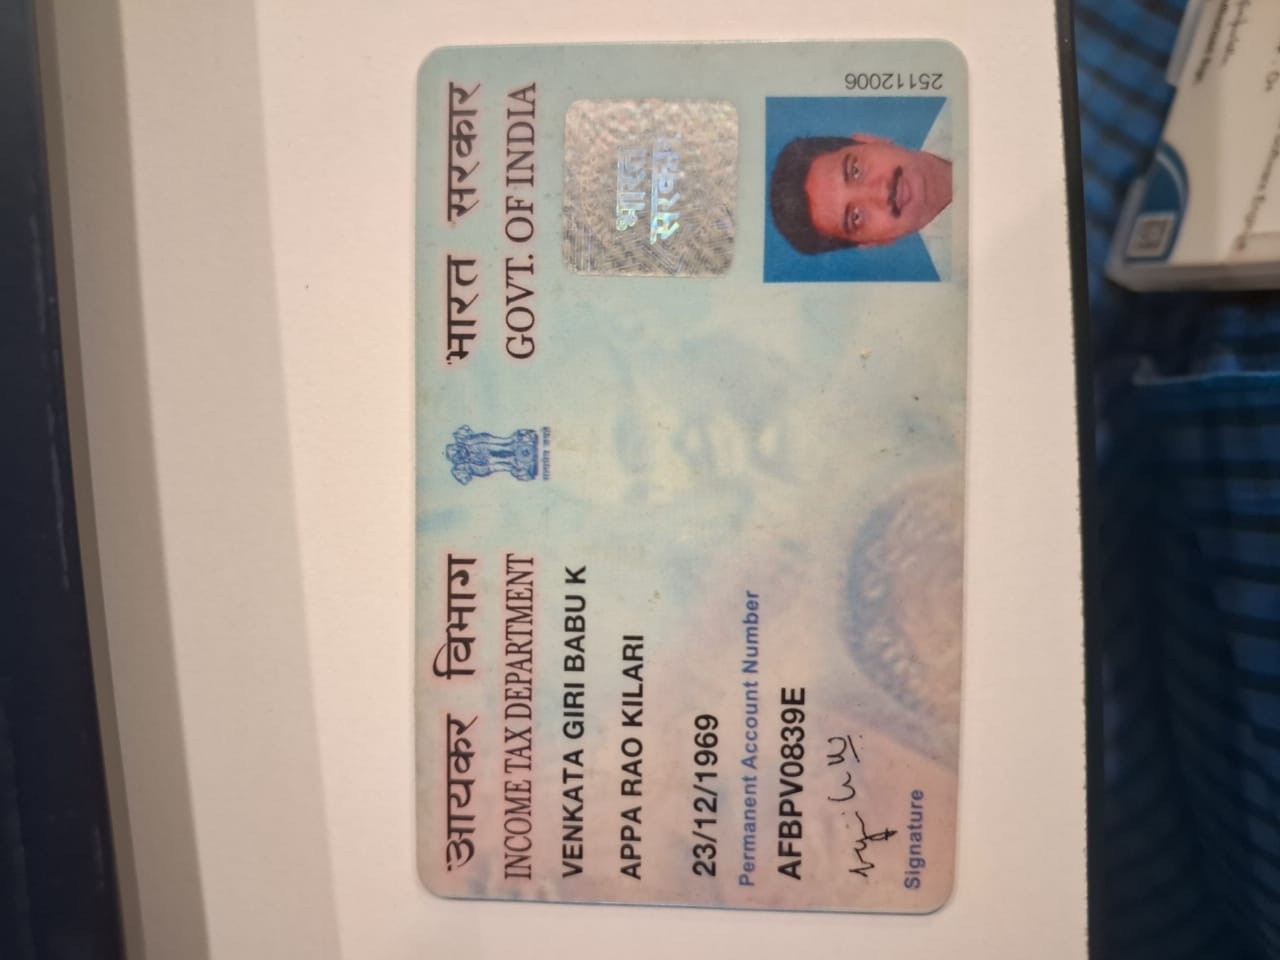 आयकर विभाग
INCOME TAX DEPARTMENT
भारत सरकार
GOVT. OF INDIA
VENKATA GIRI BABU K
APPA RAO KILARI
23/12/1969
Permanent Account Number
AFBPV0839E
Signature
सत्यमेव जयते
भारत
सरकार
25112006